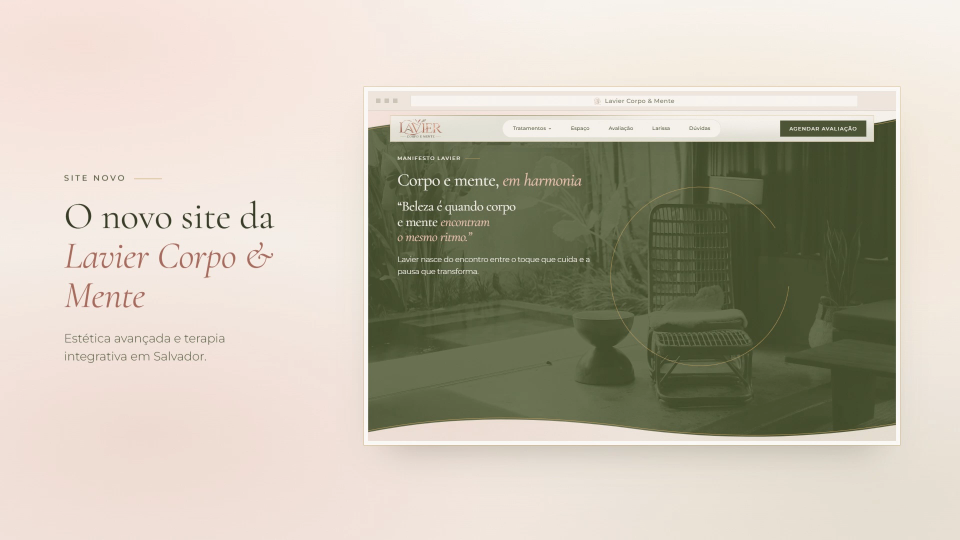 SITE NOVO
O novo site da
Lavier Corpo &
Mente
Estética avançada e terapia
integrativa em Salvador.
Lavier Corpo & Mente
LAVIER
CORPO E MENTE
Tratamentos
Espaço
Avaliação
Larissa
Dúvidas
AGENDAR AVALIAÇÃO
MANIFESTO LAVIER
Corpo e mente, em harmonia
“Beleza é quando corpo
e mente encontram
o mesmo ritmo.”
Lavier nasce do encontro entre o toque que cuida e a
pausa que transforma.